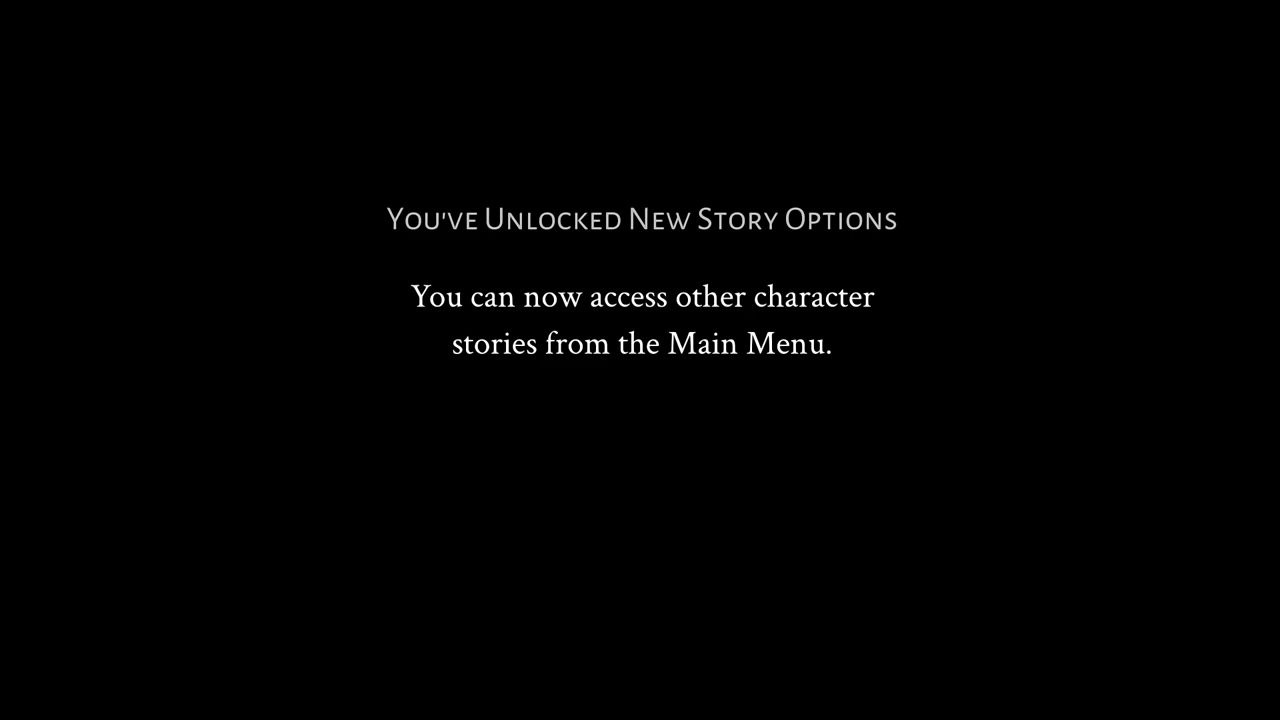 You've Unlocked New Story Options
You can now access other character
stories from the Main Menu.